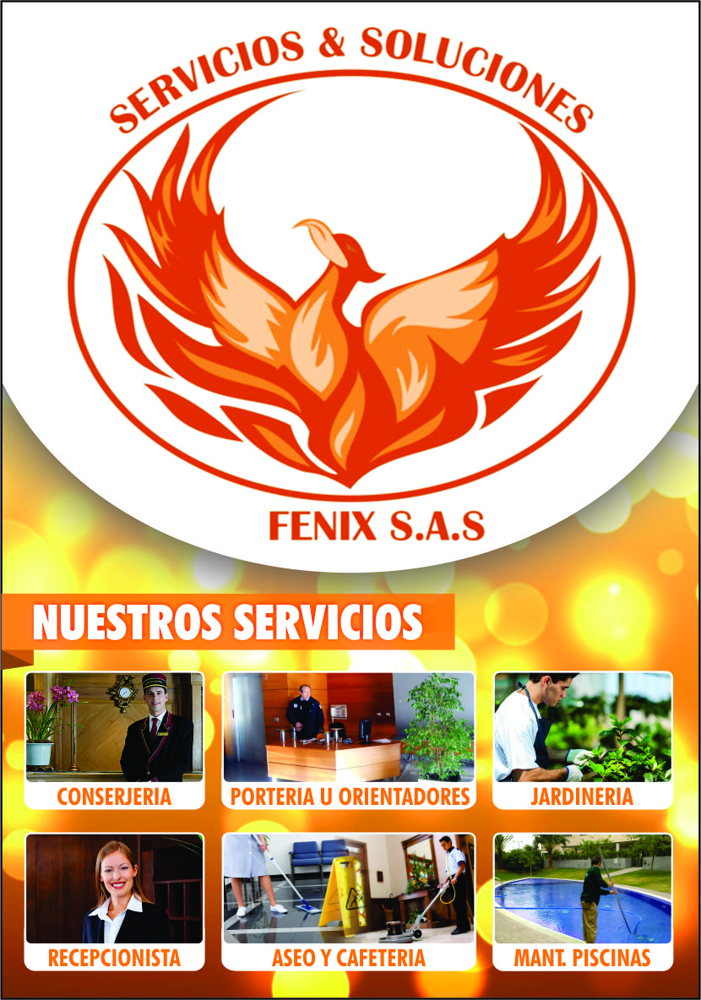 SERVICIOS & SOLUCIONES
FENIX S.A.S
NUESTROS SERVICIOS
CONSERJERIA
PORTERIA U ORIENTADORES
JARDINERIA
RECEPCIONISTA
ASEO Y CAFETERIA
MANT. PISCINAS